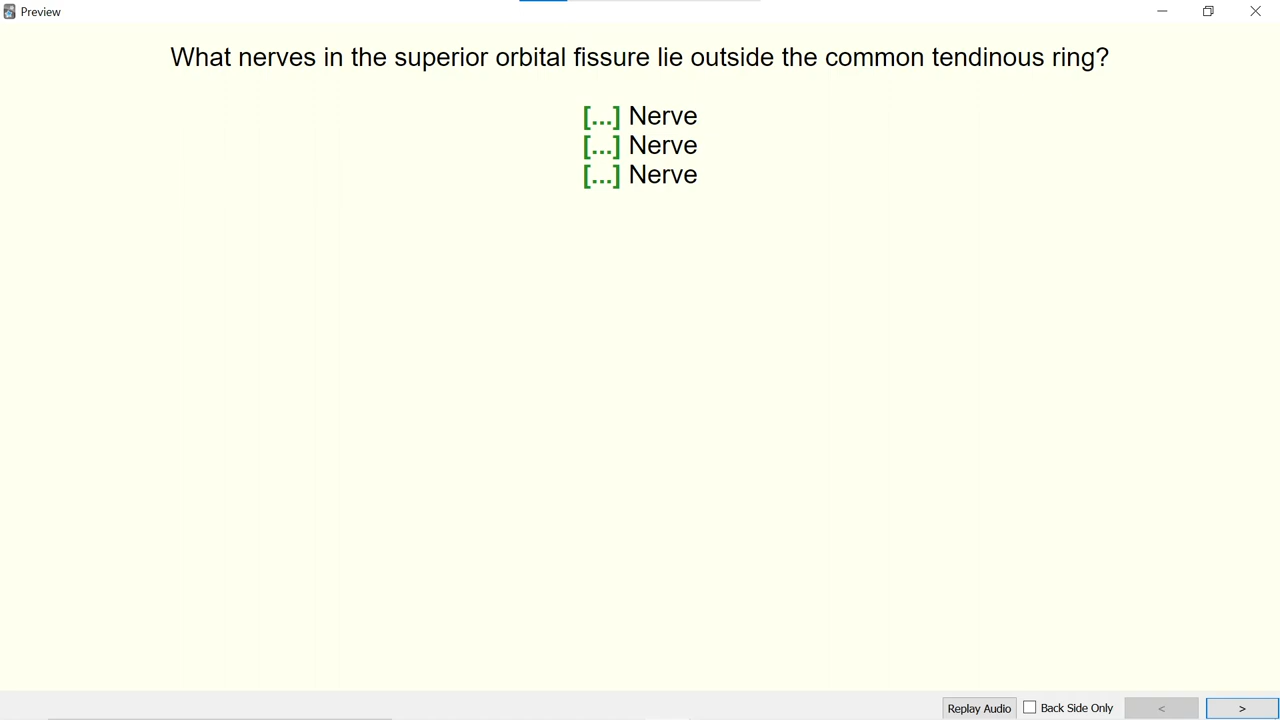 Preview
What nerves in the superior orbital fissure lie outside the common tendinous ring?
[...] Nerve
[...] Nerve
[...] Nerve
Replay Audio Back Side Only < >